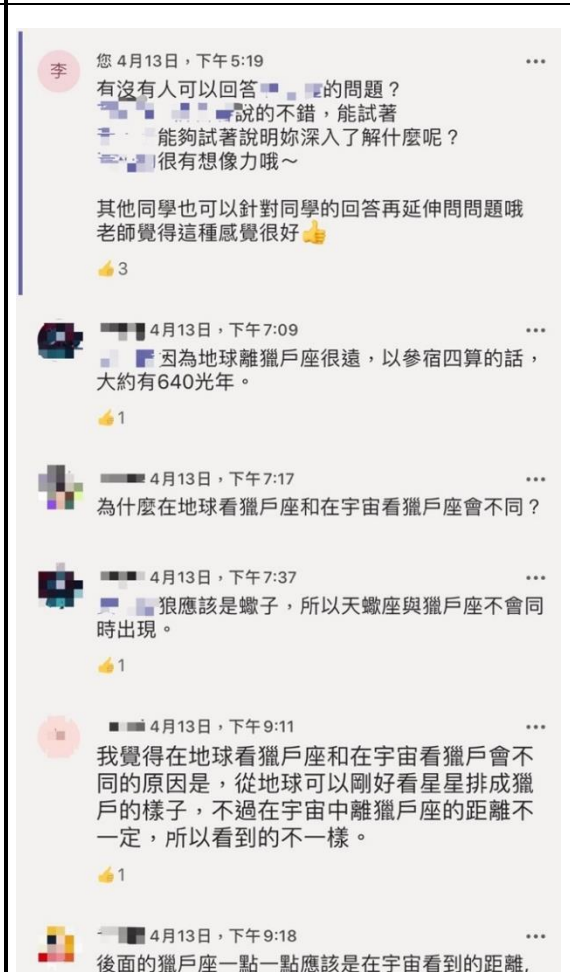 李
您 4月13日，下午5:19
有沒有人可以回答的問題？
說的不錯，能試著
能夠試著說明妳深入了解什麼呢？
很有想像力哦～
其他同學也可以針對同學的回答再延伸問問題哦
老師覺得這種感覺很好👍
👍3
4月13日，下午7:09
因為地球離獵戶座很遠，以參宿四算的話，
大約有640光年。
👍1
4月13日，下午7:17
為什麼在地球看獵戶座和在宇宙看獵戶座會不同？
4月13日，下午7:37
狼應該是蠍子，所以天蠍座與獵戶座不會同
時出現。
👍1
4月13日，下午9:11
我覺得在地球看獵戶座和在宇宙看獵戶會不
同的原因是，從地球可以剛好看星星排成獵
戶的樣子，不過在宇宙中離獵戶座的距離不
一定，所以看到的不一樣。
👍1
4月13日，下午9:18
後面的獵戶座一點一點應該是在宇宙看到的距離,